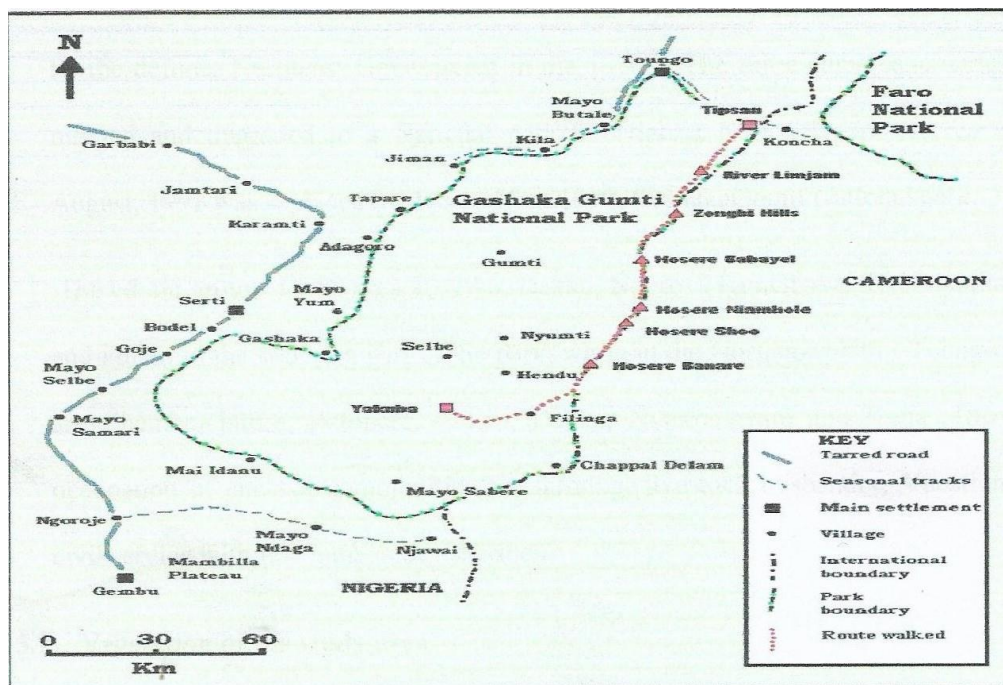 N
Toungo
Faro
National
Park
Mayo
Butale
Tipsan
Garbabi
Kila
Koncha
Jiman
River Limjam
Jamtari
Gashaka Gumti
National Park
Tapare
Zonghi Hills
Karamti
Adagoro
Gumti
Hosere Gabayel
CAMEROON
Mayo
Yum
Serti
Hosere Niambole
Bodel
Nyumti
Hosere Shoo
Gashaka
Selbe
Goje
Mayo
Selbe
Hendu
Hosere Banare
Yakuba
Filinga
Mayo
Samari
KEY
Tarred road
Mai Idanu
Chappal Delam
Seasonal tracks
Mayo Sabere
Main settlement
Ngoroje
Village
Mayo
Ndaga
Njawai
International
boundary
Mambilla
Plateau
Gembu
NIGERIA
Park
boundary
0 30 60
Km
Route walked